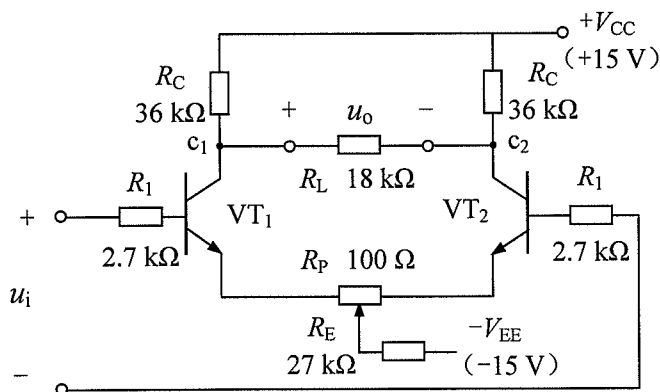 +V_CC
(+15 V)
R_C
36 kΩ
R_C
36 kΩ
+ u_o −
c_1
c_2
R_L 18 kΩ
R_1
2.7 kΩ
VT_1
VT_2
R_1
2.7 kΩ
+
u_i
−
R_P 100 Ω
R_E
27 kΩ
−V_EE
(−15 V)